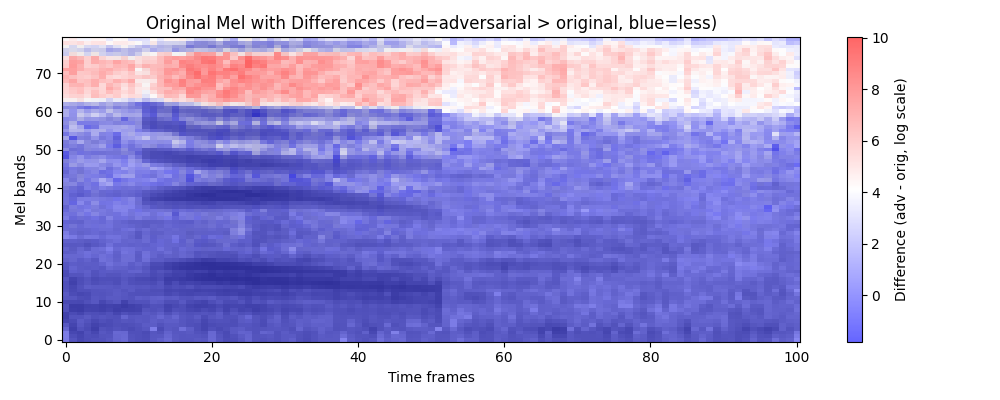 Original Mel with Differences (red=adversarial > original, blue=less)
Mel bands
70
60
50
40
30
20
10
0
0 20 40 60 80 100
Time frames
10
8
6
4
2
0
Difference (adv - orig, log scale)